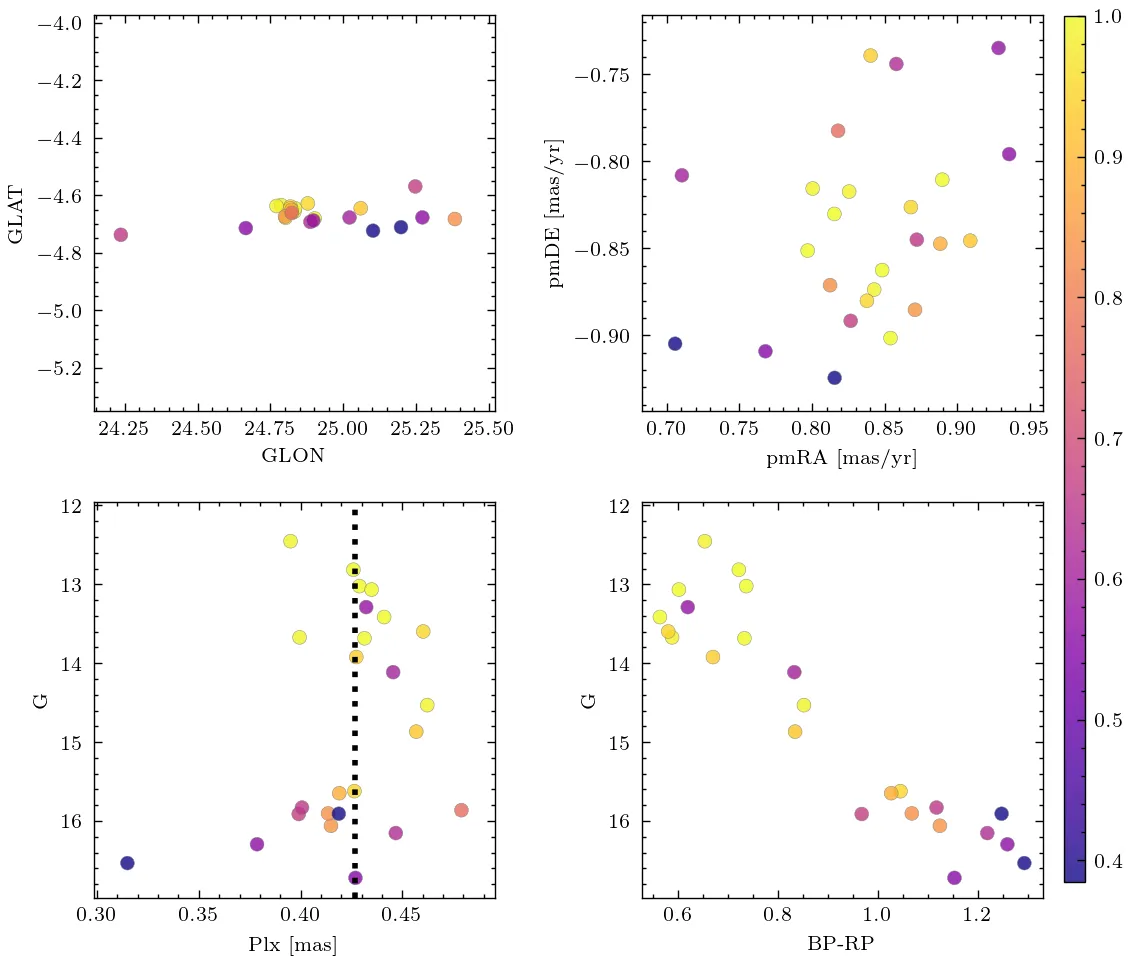 −4.0
−4.2
−4.4
−4.6
−4.8
−5.0
−5.2
GLAT
24.25 24.50 24.75 25.00 25.25 25.50
GLON
−0.75
−0.80
−0.85
−0.90
pmDE [mas/yr]
0.70 0.75 0.80 0.85 0.90 0.95
pmRA [mas/yr]
1.0
0.9
0.8
0.7
0.6
0.5
0.4
12
13
14
15
16
G
0.30 0.35 0.40 0.45
Plx [mas]
12
13
14
15
16
G
0.6 0.8 1.0 1.2
BP-RP